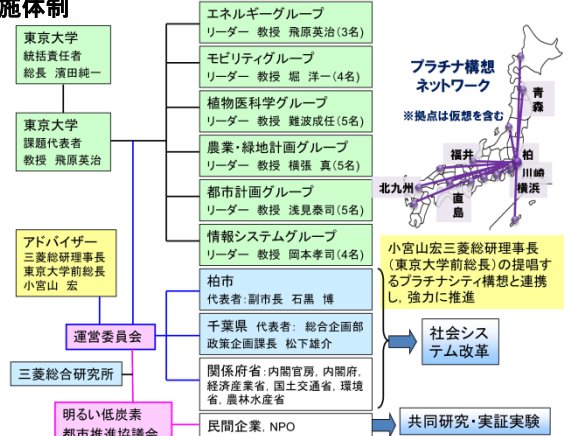 施体制
東京大学
統括責任者
総長 濱田純一
東京大学
課題代表者
教授 飛原英治
エネルギーグループ
リーダー 教授 飛原英治(3名)
モビリティグループ
リーダー 教授 堀 洋一(4名)
植物医科学グループ
リーダー 教授 難波成任(5名)
農業・緑地計画グループ
リーダー 教授 横張 真(5名)
都市計画グループ
リーダー 教授 浅見泰司(5名)
情報システムグループ
リーダー 教授 岡本孝司(4名)
プラチナ構想
ネットワーク
※拠点は仮想を含む
青
森
福井
柏
川崎
横浜
北九州
直
島
アドバイザー
三菱総研理事長
東京大学前総長
小宮山 宏
運営委員会
三菱総合研究所
明るい低炭素
都市推進協議会
柏市
代表者:副市長 石黒 博
千葉県 代表者: 総合企画部
政策企画課長 松下雄介
関係府省:内閣官房, 内閣府,
経済産業省, 国土交通省, 環境
省, 農林水産省
民間企業, NPO
小宮山宏三菱総研理事長
(東京大学前総長)の提唱す
るプラチナシティ構想と連携
し, 強力に推進
社会シス
テム改革
共同研究・実証実験